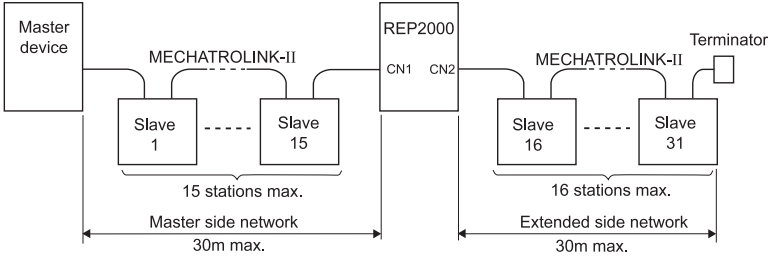 Master
device
MECHATROLINK-II
REP2000
CN1
CN2
MECHATROLINK-II
Terminator
Slave
1
Slave
15
Slave
16
Slave
31
15 stations max.
16 stations max.
Master side network
30m max.
Extended side network
30m max.